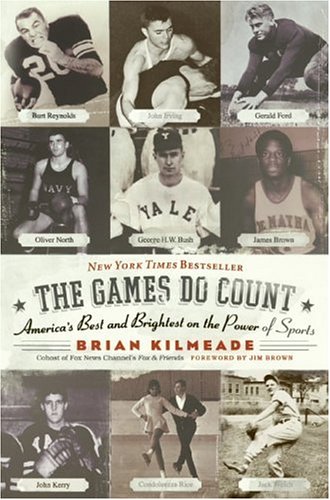 Burt Reynolds
John Irving
Gerald Ford
NAVY
YALE
Oliver North
George H.W. Bush
James Brown
NEW YORK TIMES BESTSELLER
THE GAMES DO COUNT
America's Best and Brightest on the Power of Sports
BRIAN KILMEADE
Cohost of Fox News Channel's Fox & Friends FOREWORD BY JIM BROWN
John Kerry
Condoleezza Rice
Jack Welch